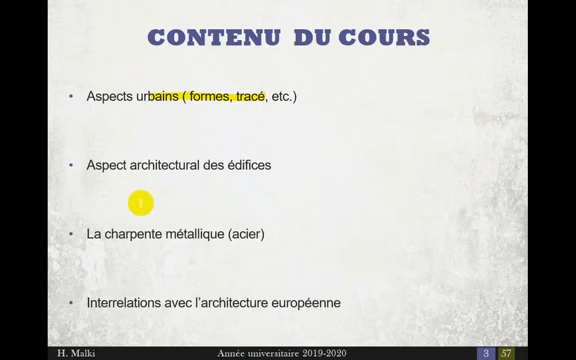 CONTENU DU COURS
• Aspects urbains ( formes, tracé, etc.)
• Aspect architectural des édifices
• La charpente métallique (acier)
• Interrelations avec l'architecture européenne
H. Malki Année universitaire 2019-2020 3 57